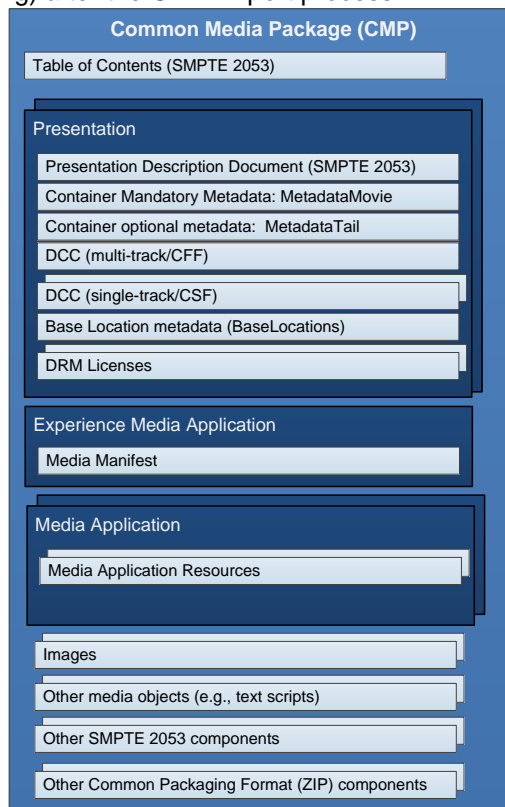 Common Media Package (CMP)
Table of Contents (SMPTE 2053)
Presentation
Presentation Description Document (SMPTE 2053)
Container Mandatory Metadata: MetadataMovie
Container optional metadata: MetadataTail
DCC (multi-track/CFF)
DCC (single-track/CSF)
Base Location metadata (BaseLocations)
DRM Licenses
Experience Media Application
Media Manifest
Media Application
Media Application Resources
Images
Other media objects (e.g., text scripts)
Other SMPTE 2053 components
Other Common Packaging Format (ZIP) components